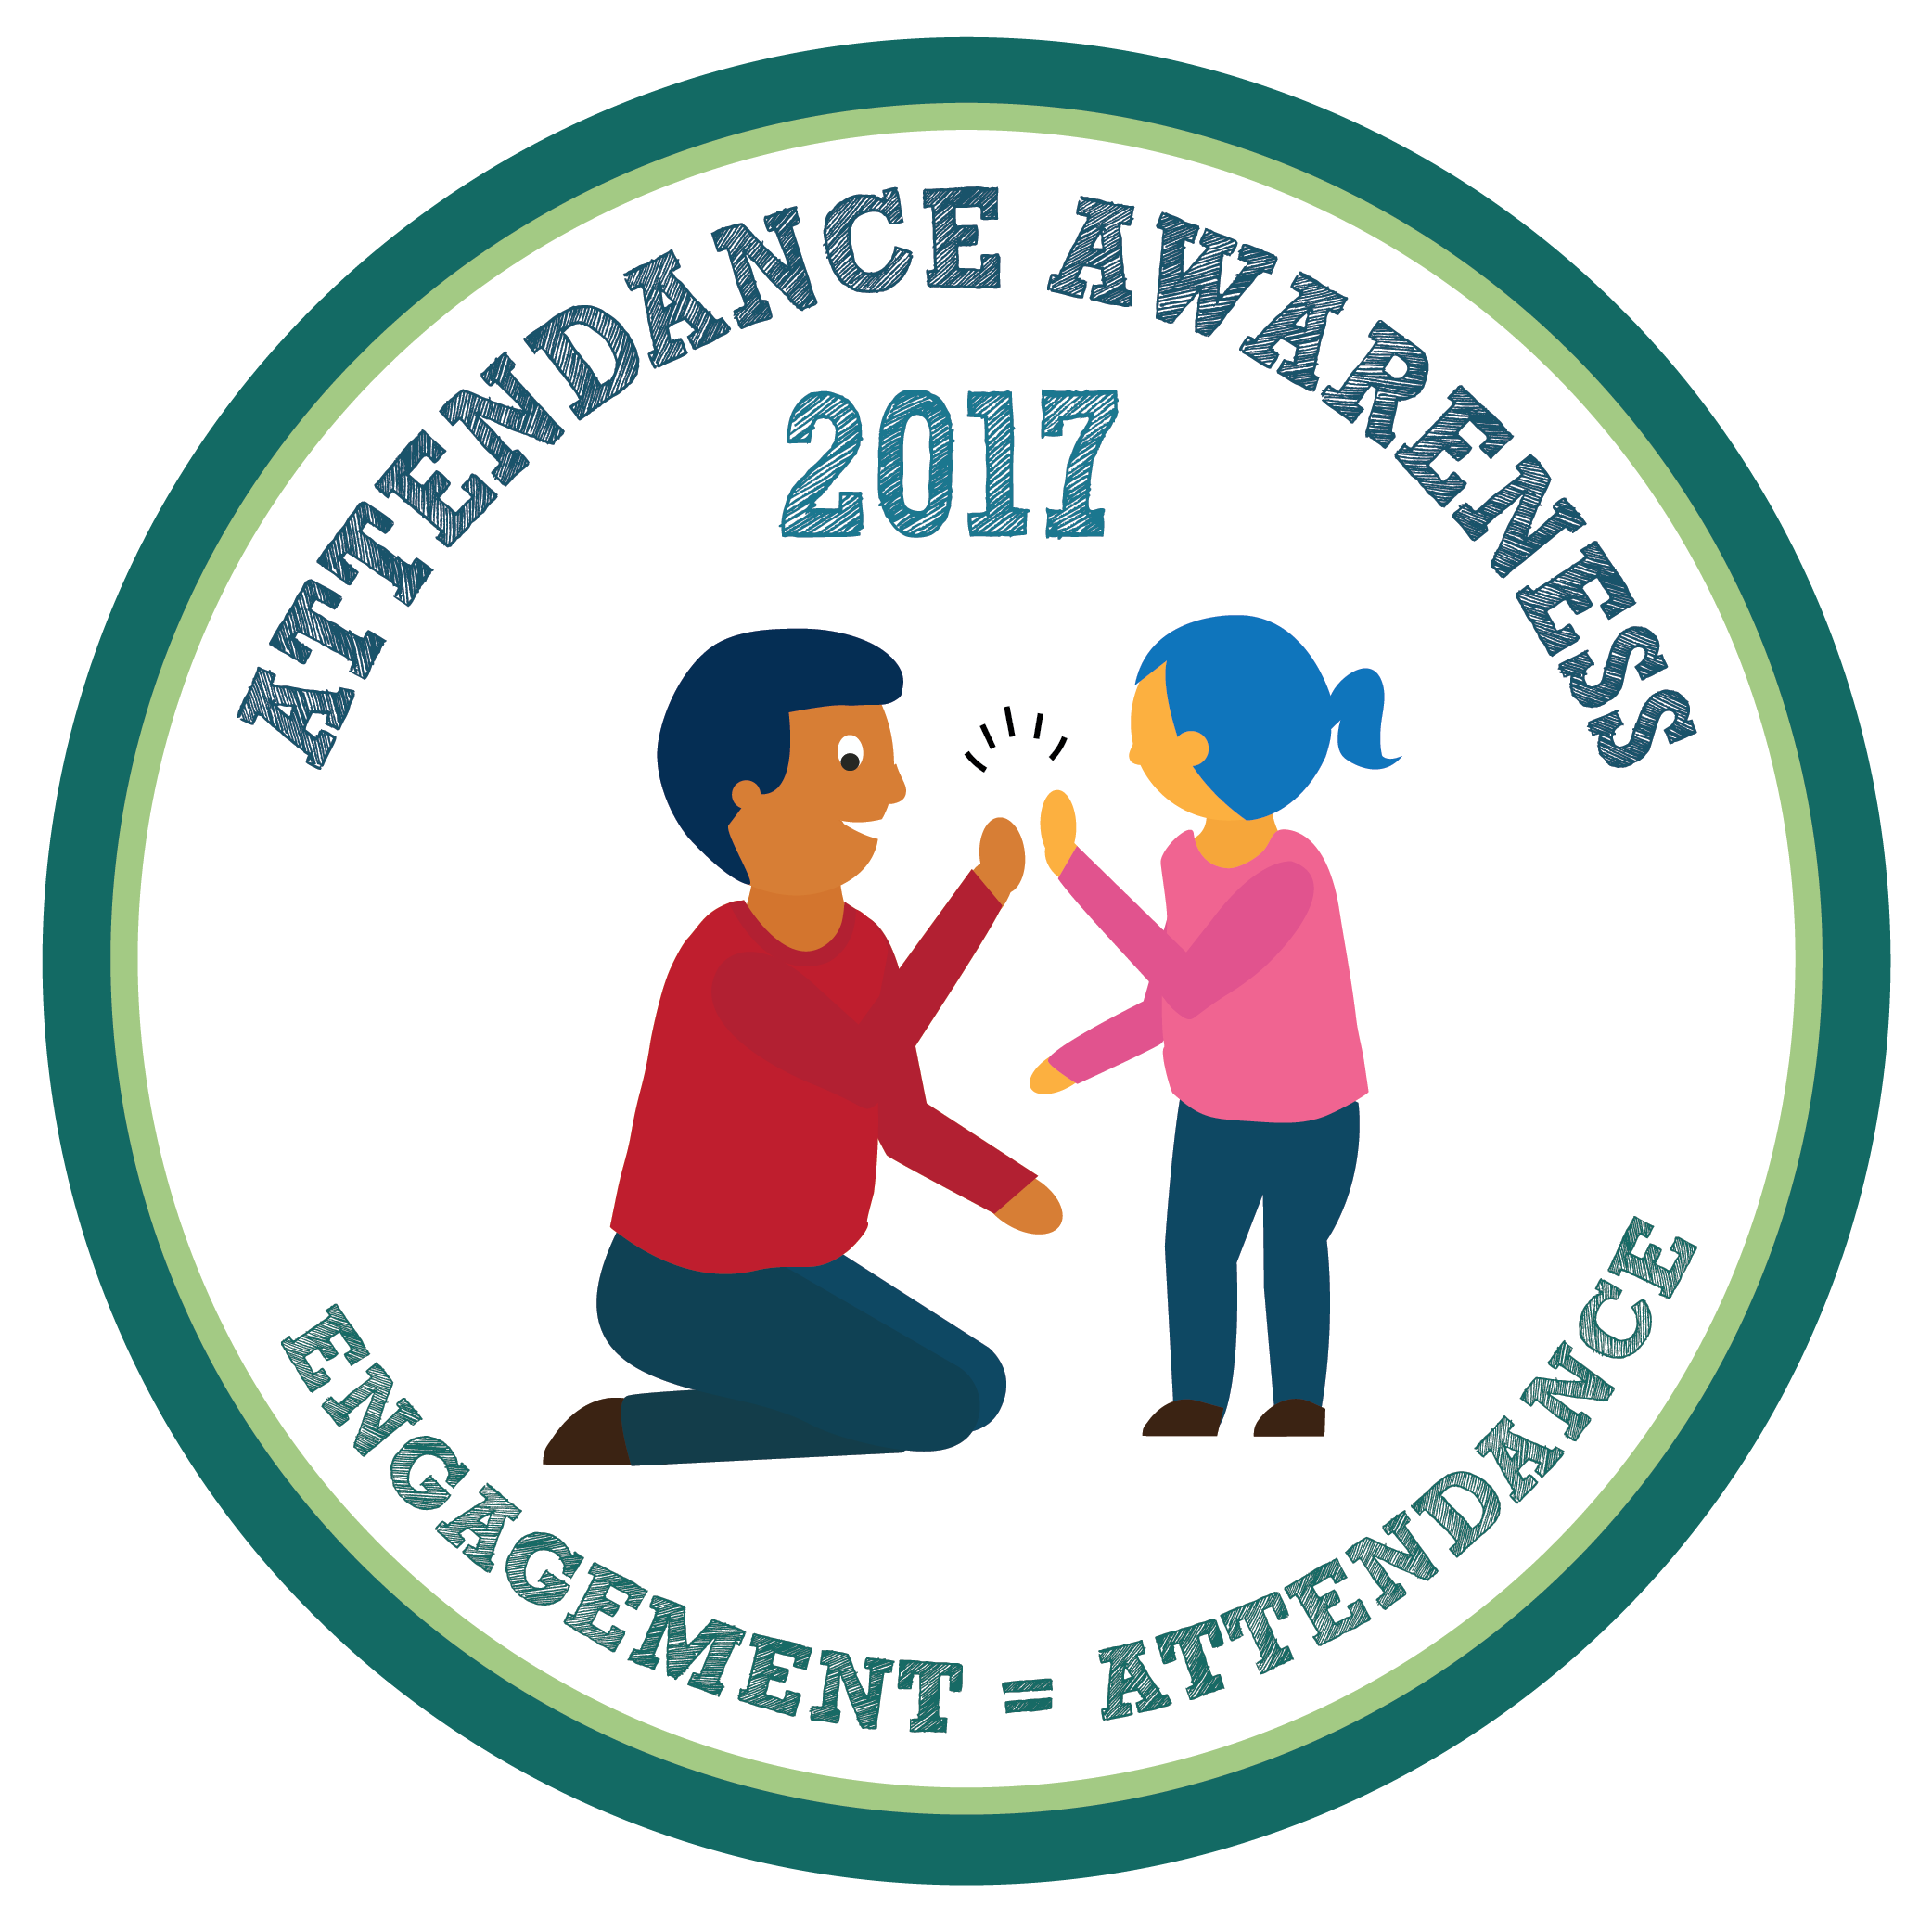 ATTENDANCE AWARENESS
2017
ENGAGEMENT = ATTENDANCE